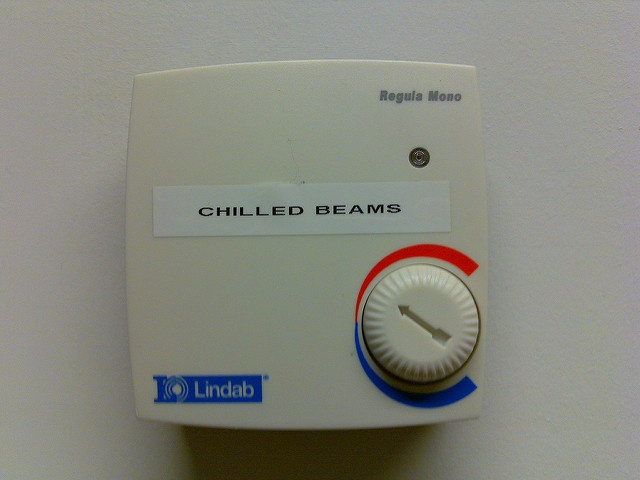 Regula Mono
CHILLED BEAMS
Lindab®